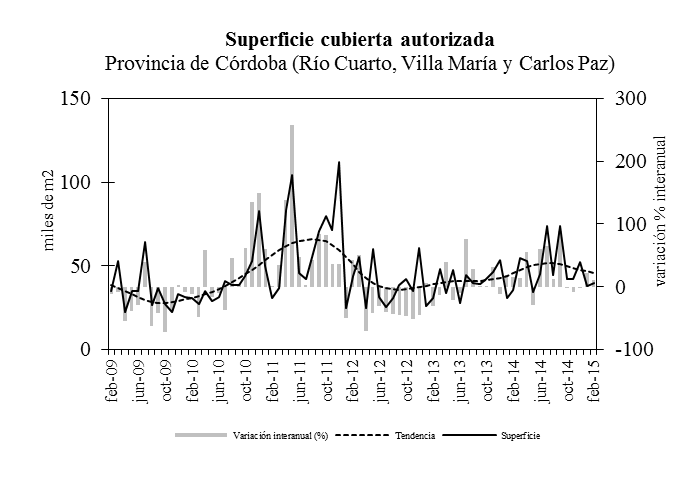 Superficie cubierta autorizada
Provincia de Córdoba (Río Cuarto, Villa María y Carlos Paz)
150
100
50
0
miles de m2
300
200
100
0
-100
variación % interanual
feb-09
jun-09
oct-09
feb-10
jun-10
oct-10
feb-11
jun-11
oct-11
feb-12
jun-12
oct-12
feb-13
jun-13
oct-13
feb-14
jun-14
oct-14
feb-15
Variación interanual (%)
Tendencia
Superficie